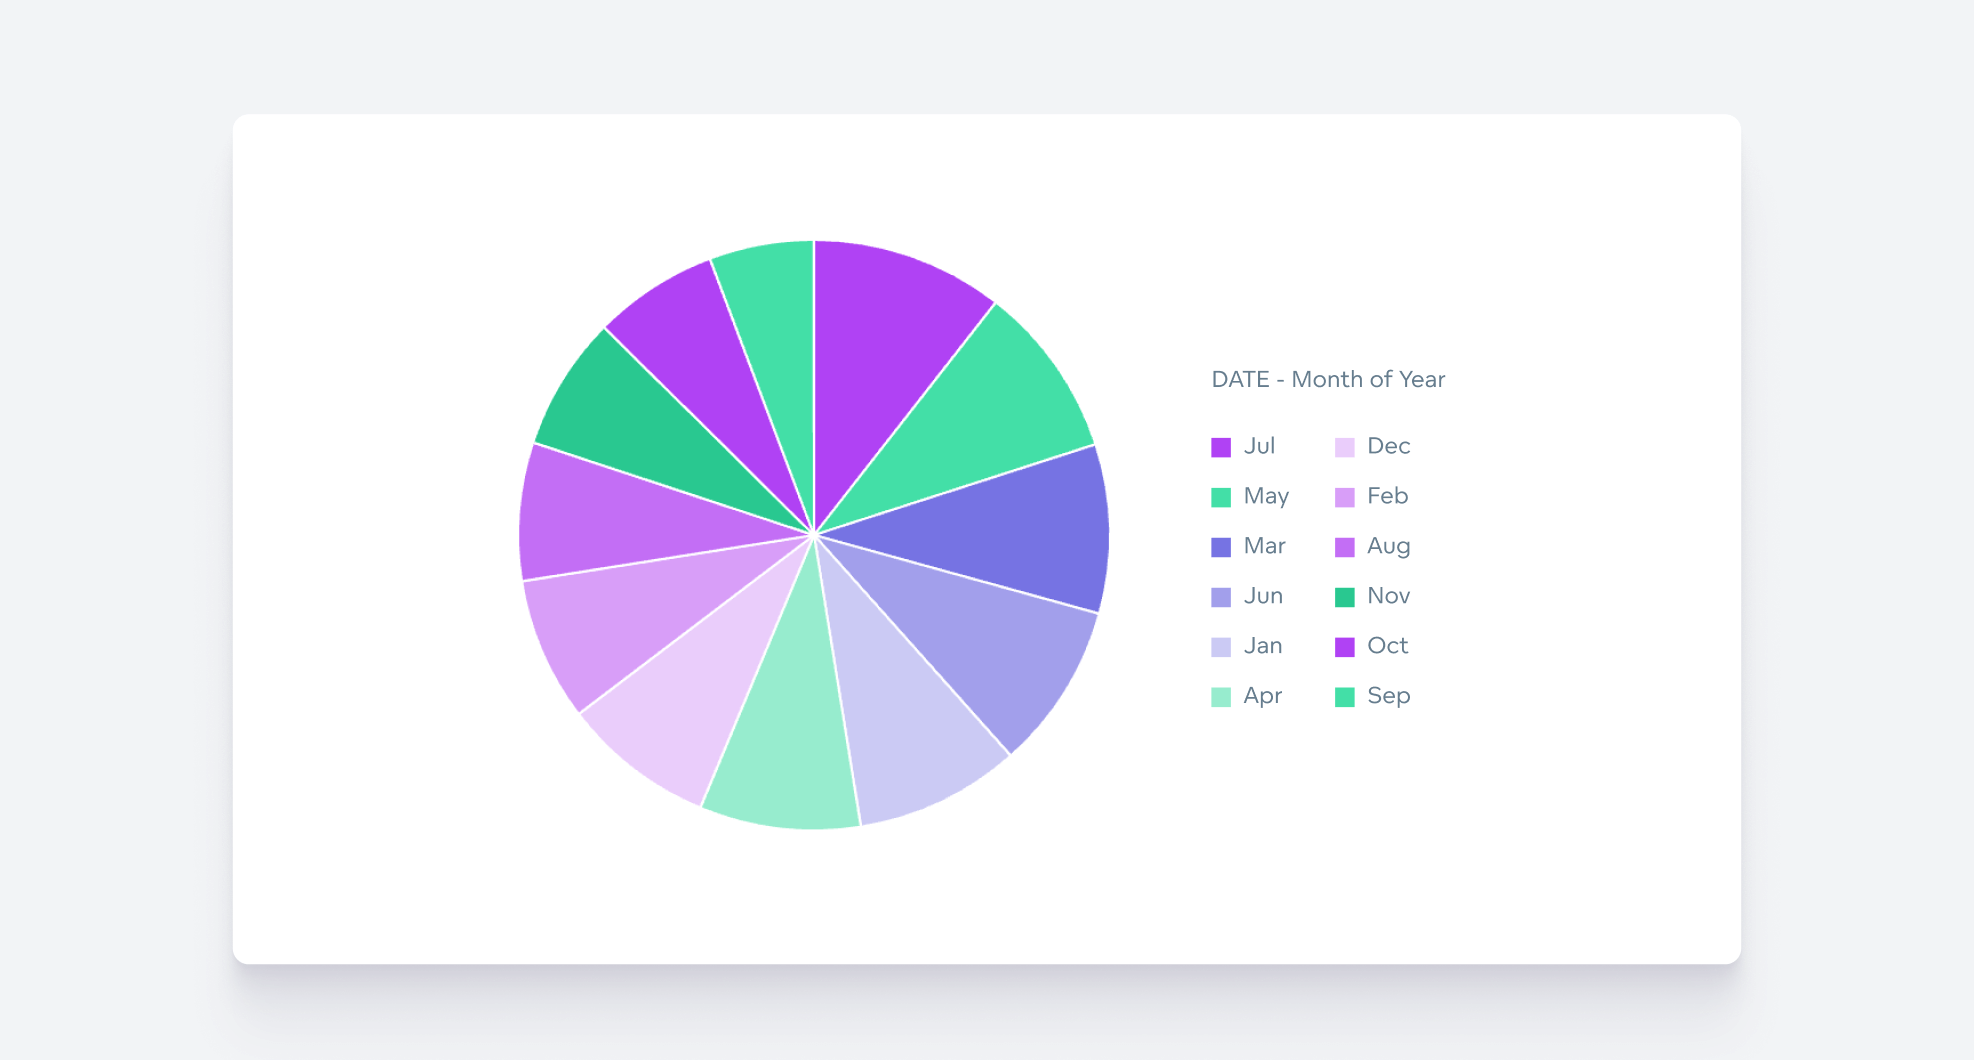 DATE - Month of Year
Jul
May
Mar
Jun
Jan
Apr
Dec
Feb
Aug
Nov
Oct
Sep